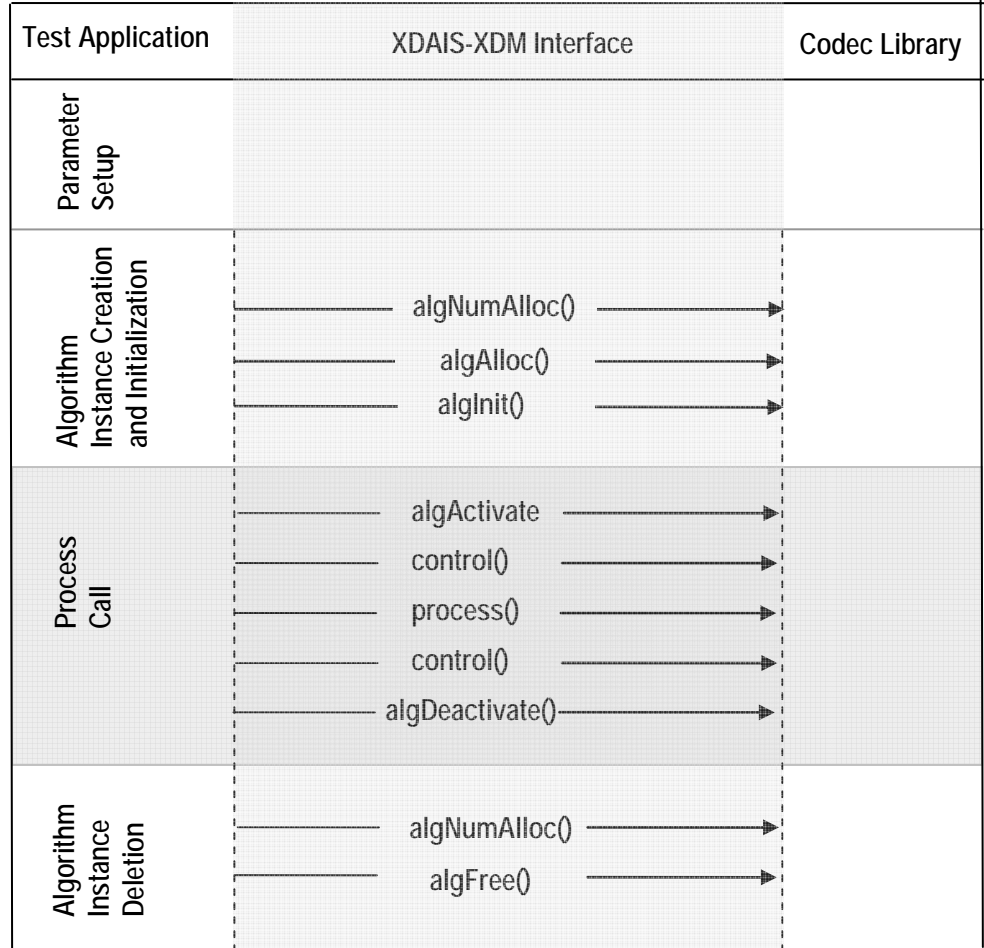 Test Application
XDAIS-XDM Interface
Codec Library
Parameter
Setup
Algorithm
Instance Creation
and Initialization
algNumAlloc()
algAlloc()
algInit()
Process
Call
algActivate
control()
process()
control()
algDeactivate()
Algorithm
Instance
Deletion
algNumAlloc()
algFree()